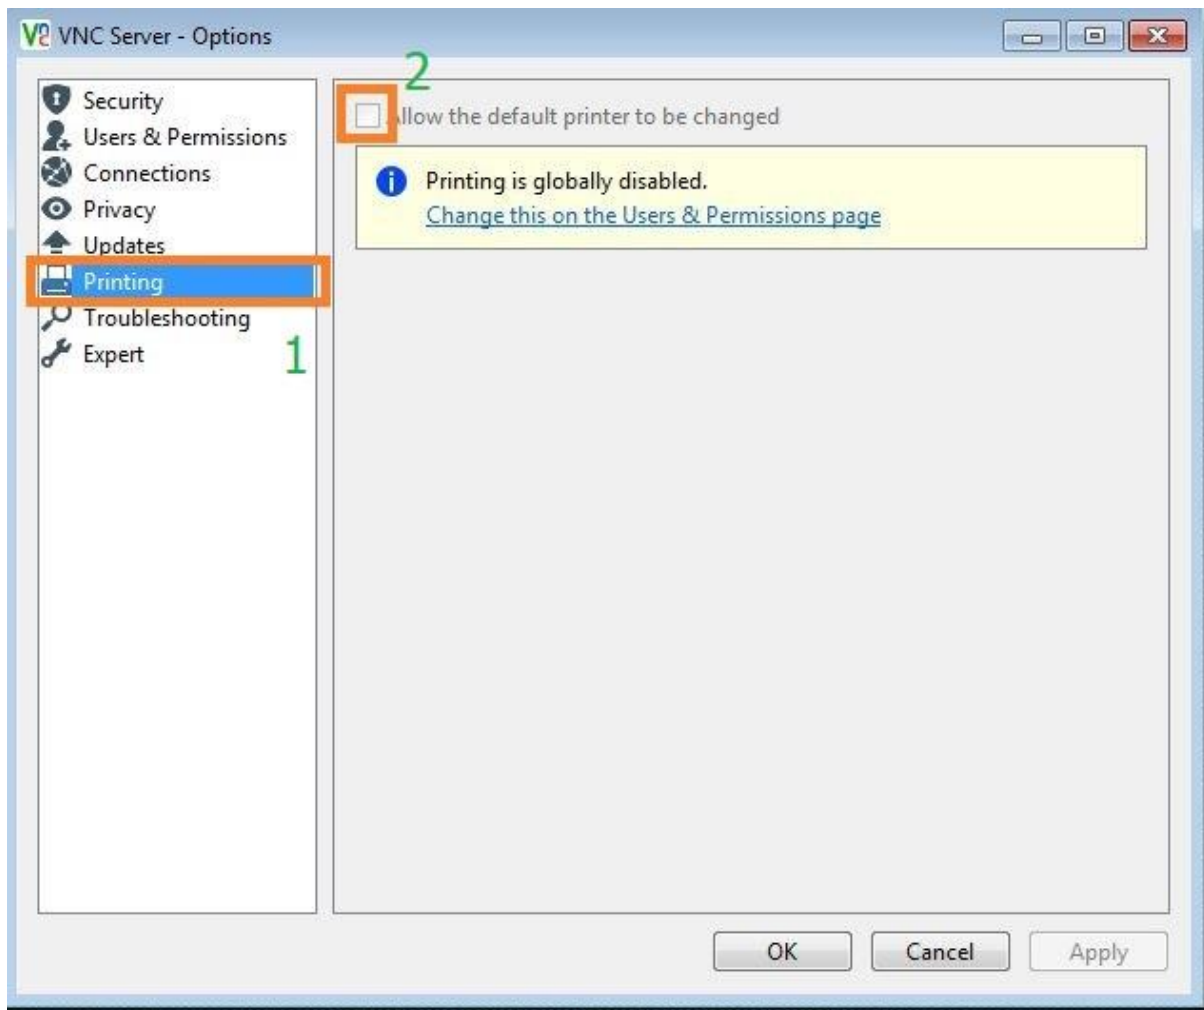 VNC Server - Options
2
Security
Users & Permissions
Connections
Privacy
Updates
Printing
Troubleshooting
Expert
1
Allow the default printer to be changed
Printing is globally disabled.
Change this on the Users & Permissions page
OK
Cancel
Apply